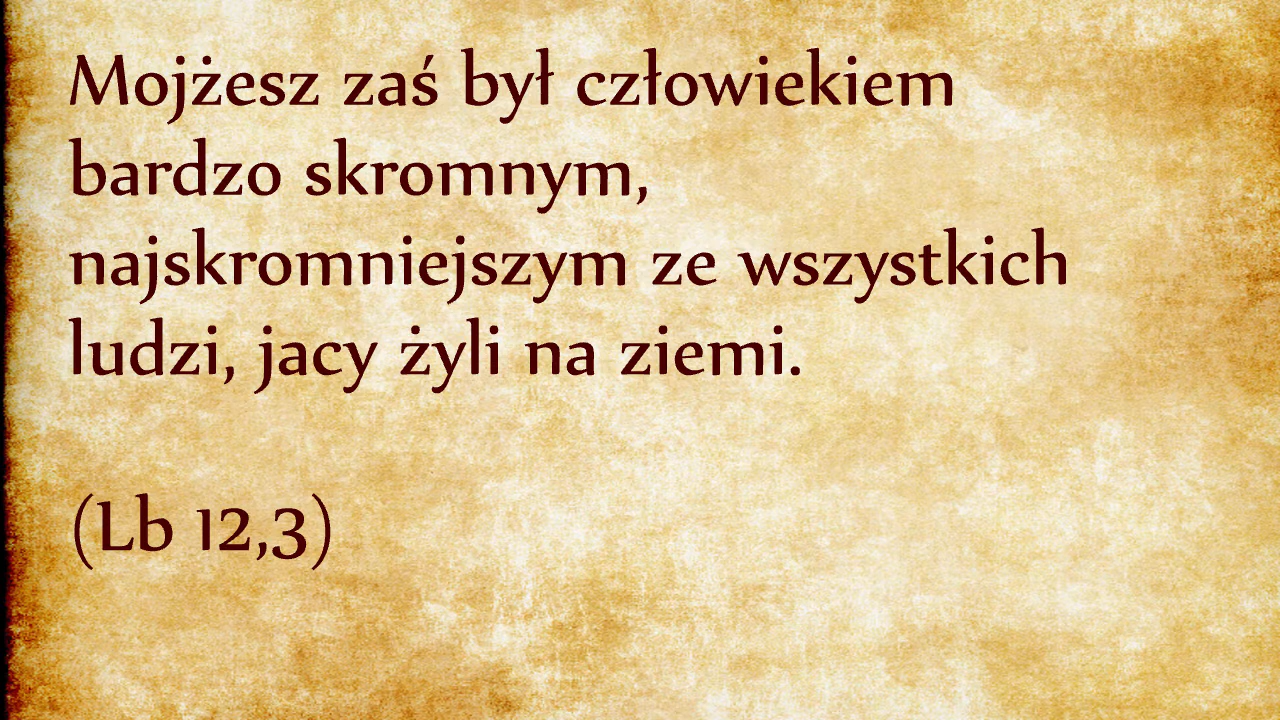 Mojżesz zaś był człowiekiem
bardzo skromnym,
najskromniejszym ze wszystkich
ludzi, jacy żyli na ziemi.
(Lb 12,3)